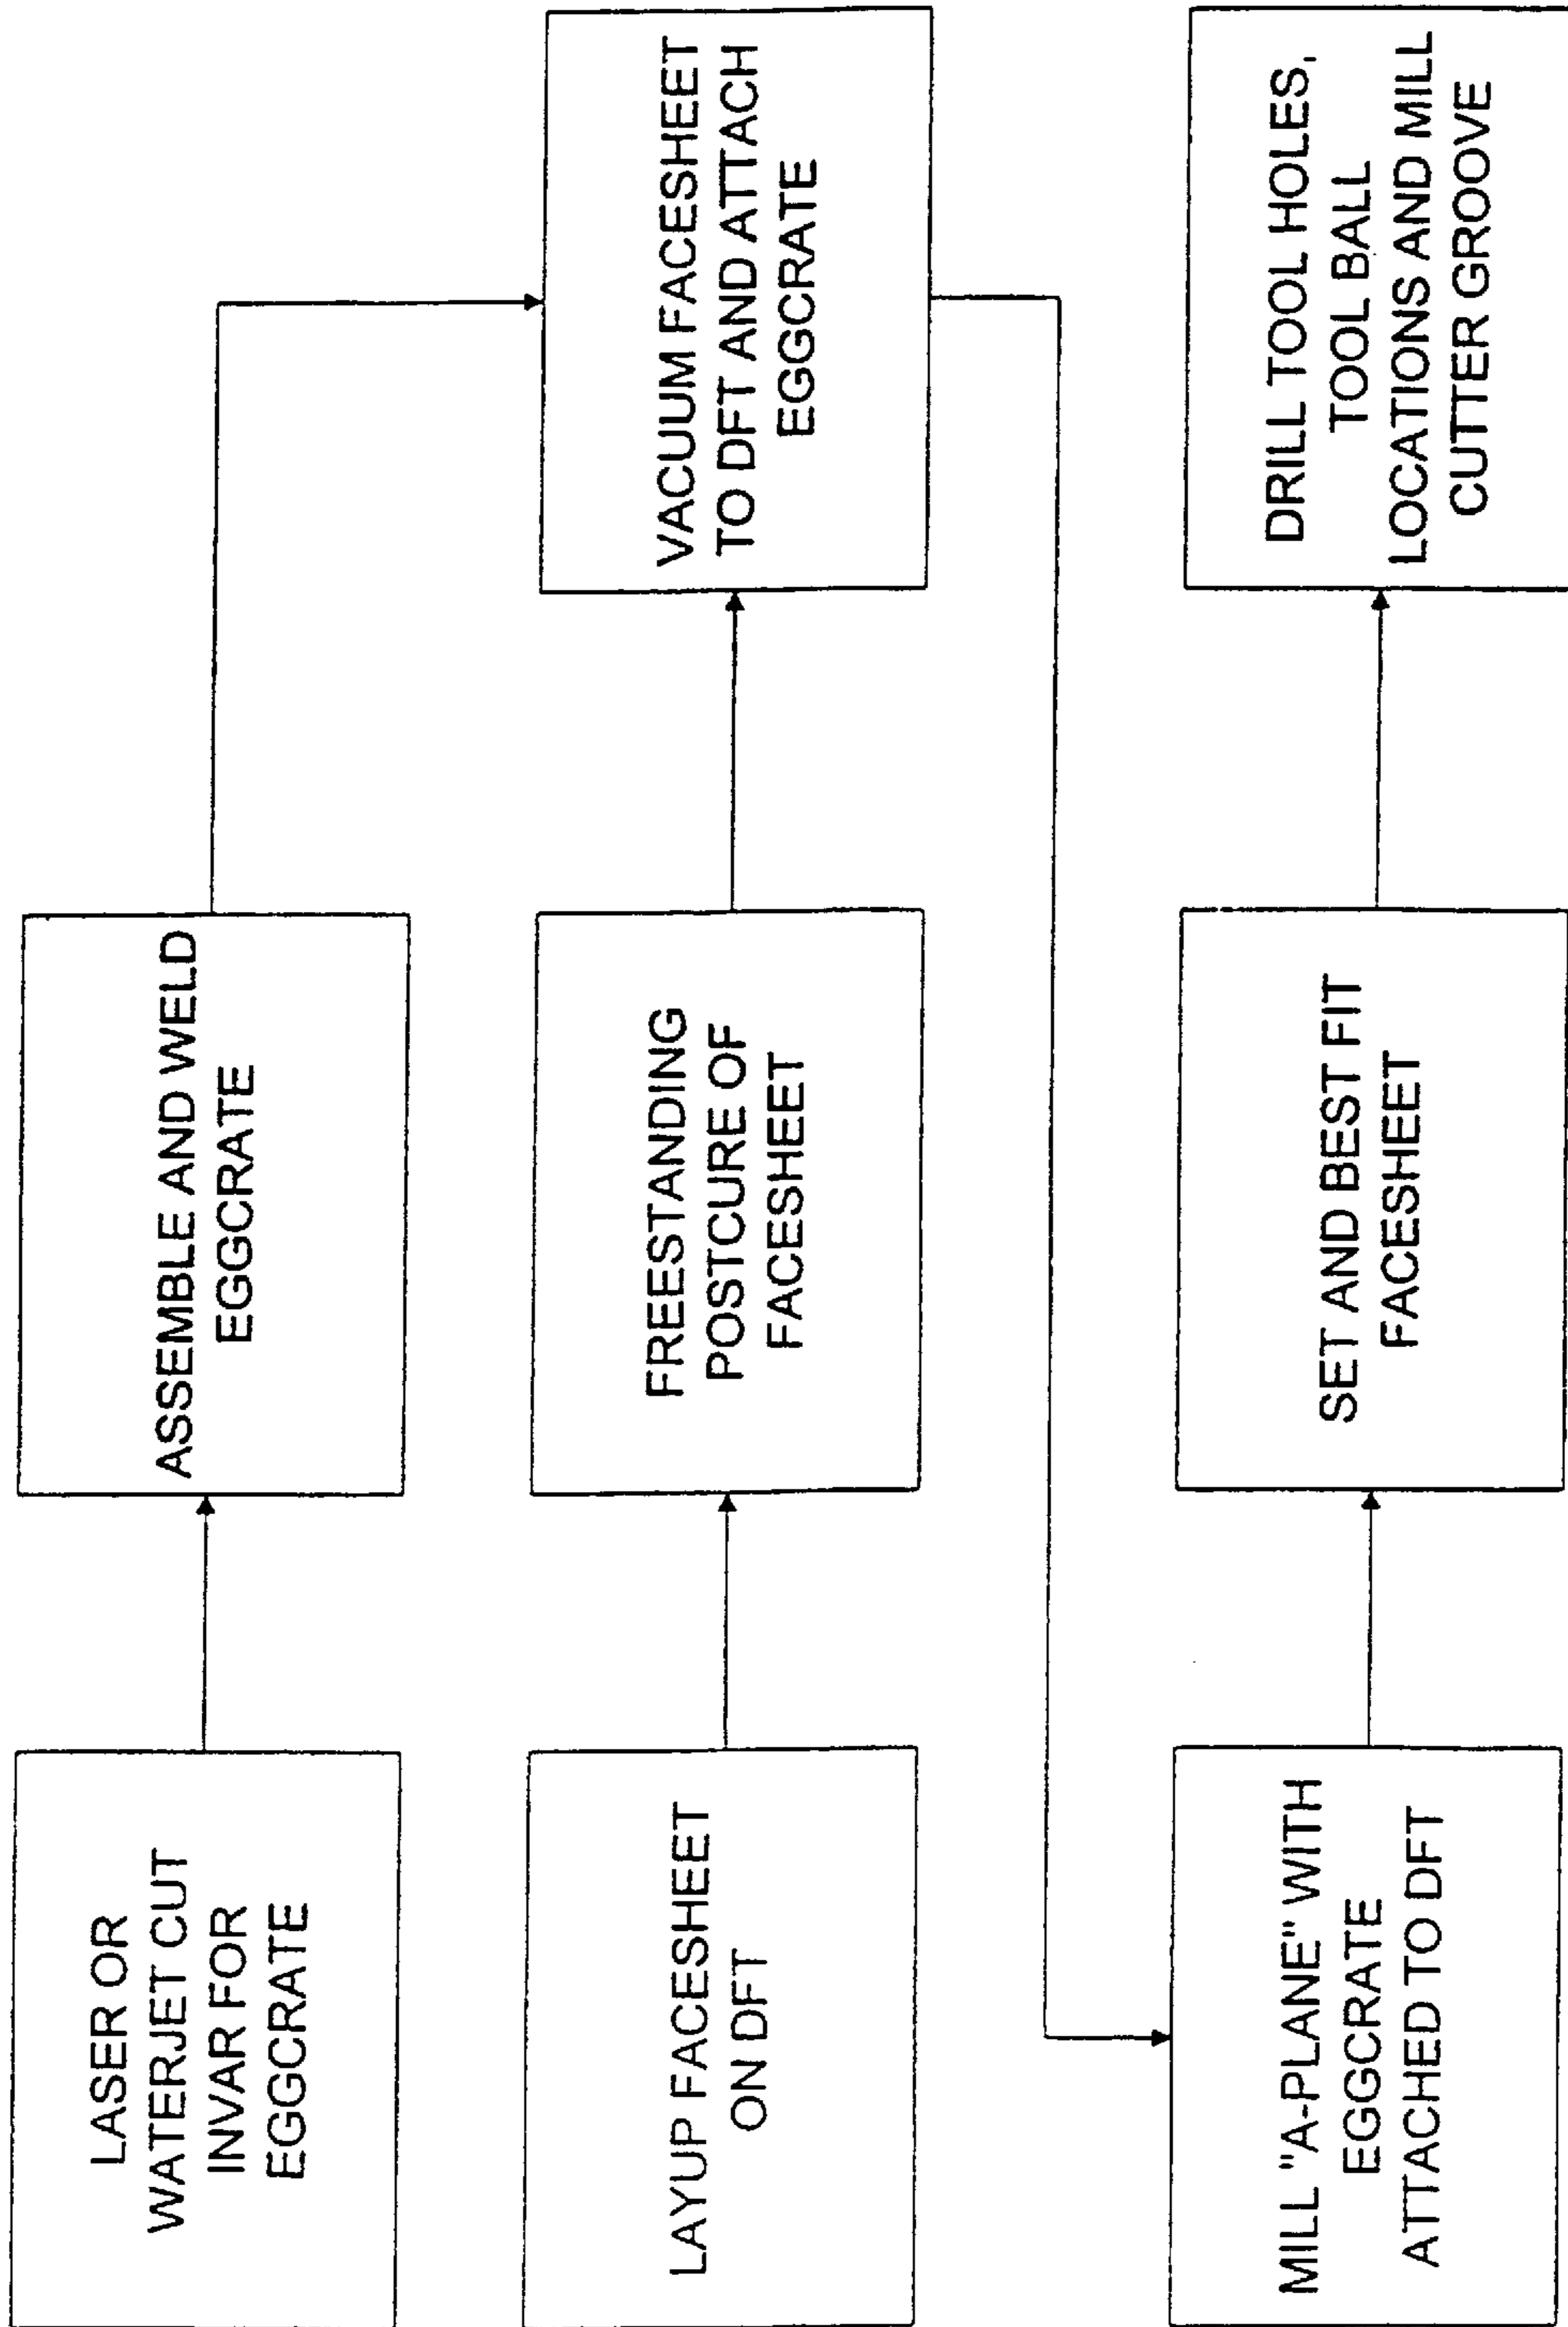 LASER OR
WATERJET CUT
INVAR FOR
EGGCRATE
ASSEMBLE AND WELD
EGGCRATE
LAYUP FACESHEET
ON DFT
FREESTANDING
POSTCURE OF
FACESHEET
VACUUM FACESHEET
TO DFT AND ATTACH
EGGCRATE
MILL "A-PLANE" WITH
EGGCRATE
ATTACHED TO DFT
SET AND BEST FIT
FACESHEET
DRILL TOOL HOLES,
TOOL BALL
LOCATIONS AND MILL
CUTTER GROOVE